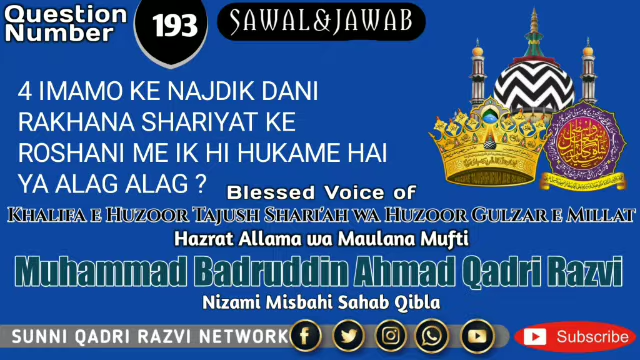 Question
Number
193
SAWAL&JAWAB
4 IMAMO KE NAJDIK DANI
RAKHANA SHARIYAT KE
ROSHANI ME IK HI HUKAME HAI
YA ALAG ALAG ?
Blessed Voice of
KHALIFA E HUZOOR TAJUSH SHARI'AH WA HUZOOR GULZAR E MILLAT
Hazrat Allama wa Maulana Mufti
Muhammad Badruddin Ahmad Qadri Razvi
Nizami Misbahi Sahab Qibla
SUNNI QADRI RAZVI NETWORK
Subscribe